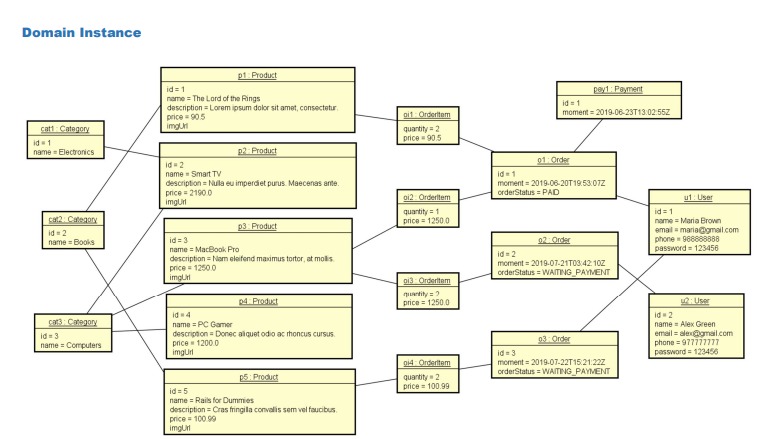 Domain Instance
p1 : Product
id = 1
name = The Lord of the Rings
description = Lorem ipsum dolor sit amet, consectetur.
price = 90.5
imgUrl
pay1 : Payment
id = 1
moment = 2019-06-23T13:02:55Z
cat1 : Category
id = 1
name = Electronics
oi1 : OrderItem
quantity = 2
price = 90.5
p2 : Product
id = 2
name = Smart TV
description = Nulla eu imperdiet purus. Maecenas ante.
price = 2190.0
imgUrl
o1 : Order
id = 1
moment = 2019-06-20T19:53:07Z
orderStatus = PAID
oi2 : OrderItem
quantity = 1
price = 1250.0
u1 : User
id = 1
name = Maria Brown
email = maria@gmail.com
phone = 988888888
password = 123456
cat2 : Category
id = 2
name = Books
p3 : Product
id = 3
name = MacBook Pro
description = Nam eleifend maximus tortor, at mollis.
price = 1250.0
imgUrl
o2 : Order
id = 2
moment = 2019-07-21T03:42:10Z
orderStatus = WAITING_PAYMENT
oi3 : OrderItem
quantity = 2
price = 1250.0
p4 : Product
id = 4
name = PC Gamer
description = Donec aliquet odio ac rhoncus cursus.
price = 1200.0
imgUrl
u2 : User
id = 2
name = Alex Green
email = alex@gmail.com
phone = 977777777
password = 123456
cat3 : Category
id = 3
name = Computers
o3 : Order
id = 3
moment = 2019-07-22T15:21:22Z
orderStatus = WAITING_PAYMENT
oi4 : OrderItem
quantity = 2
price = 100.99
p5 : Product
id = 5
name = Rails for Dummies
description = Cras fringilla convallis sem vel faucibus.
price = 100.99
imgUrl